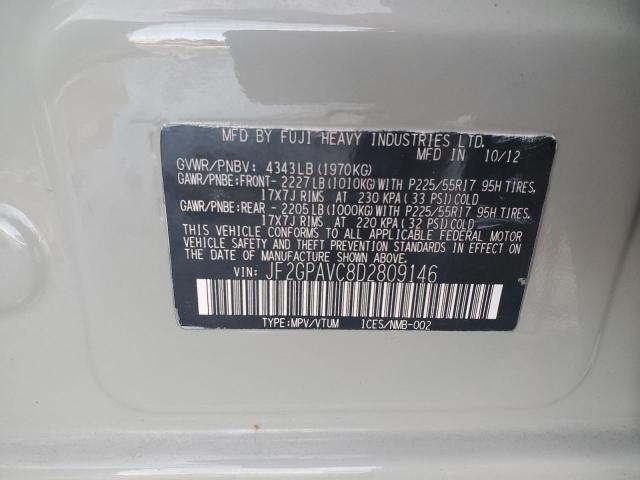 MFD BY FUJI HEAVY INDUSTRIES LTD.
MFD IN 10/12
GVWR/PNBV: 4343LB (1970KG)
GAWR/PNBE:FRONT- 2227LB (1010KG) WITH P225/55R17 95H TIRES,
17X7J RIMS AT 230 KPA (33 PSI) COLD
GAWR/PNBE:REAR - 2205LB (1000KG) WITH P225/55R17 95H TIRES,
17X7J RIMS AT 220 KPA (32 PSI) COLD
THIS VEHICLE CONFORMS TO ALL APPLICABLE FEDERAL MOTOR
VEHICLE SAFETY AND THEFT PREVENTION STANDARDS IN EFFECT
ON THE DATE OF MANUFACTURE SHOWN ABOVE.
VIN: JF2GPAVC8D2809146
TYPE:MPV/VTUM ICES/NMB-002